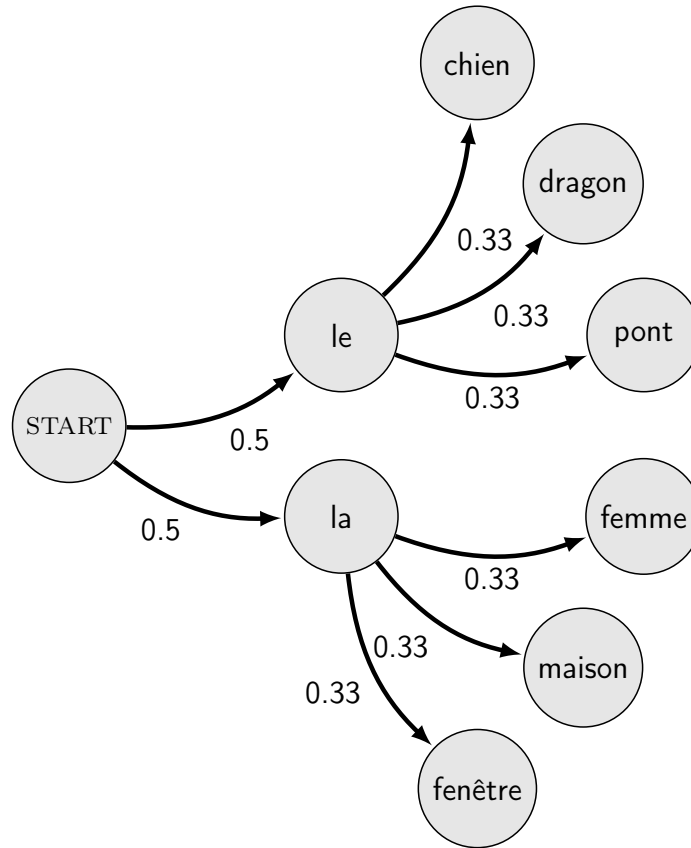 chien
dragon
0.33
le
0.33
pont
0.33
START
0.5
la
femme
0.5
0.33
0.33
maison
0.33
fenêtre